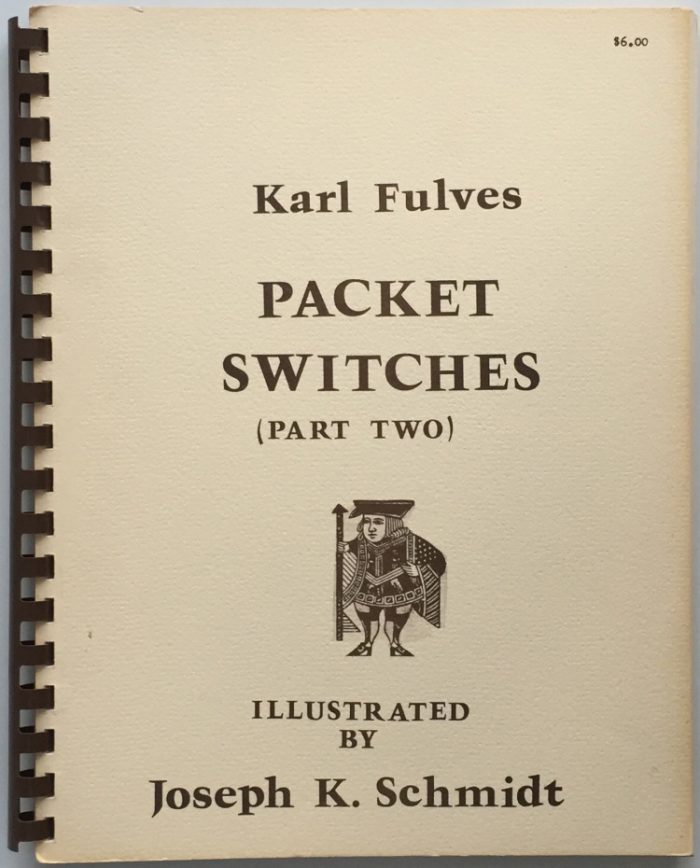 $6.00
Karl Fulves
PACKET
SWITCHES
(PART TWO)
ILLUSTRATED
BY
Joseph K. Schmidt